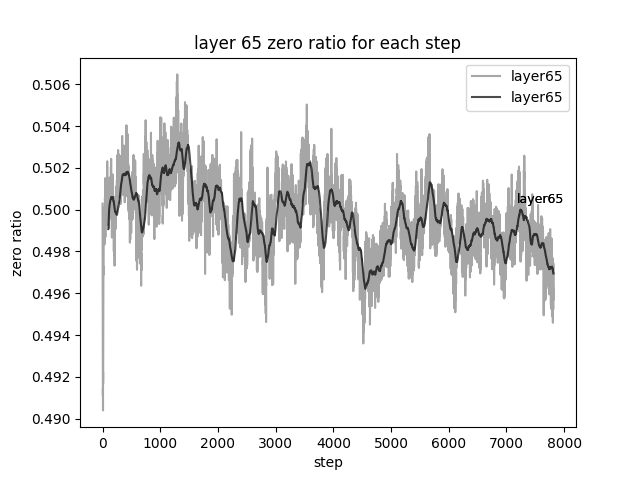 layer 65 zero ratio for each step
zero ratio
0.506
0.504
0.502
0.500
0.498
0.496
0.494
0.492
0.490
layer65
layer65
layer65
0 1000 2000 3000 4000 5000 6000 7000 8000
step